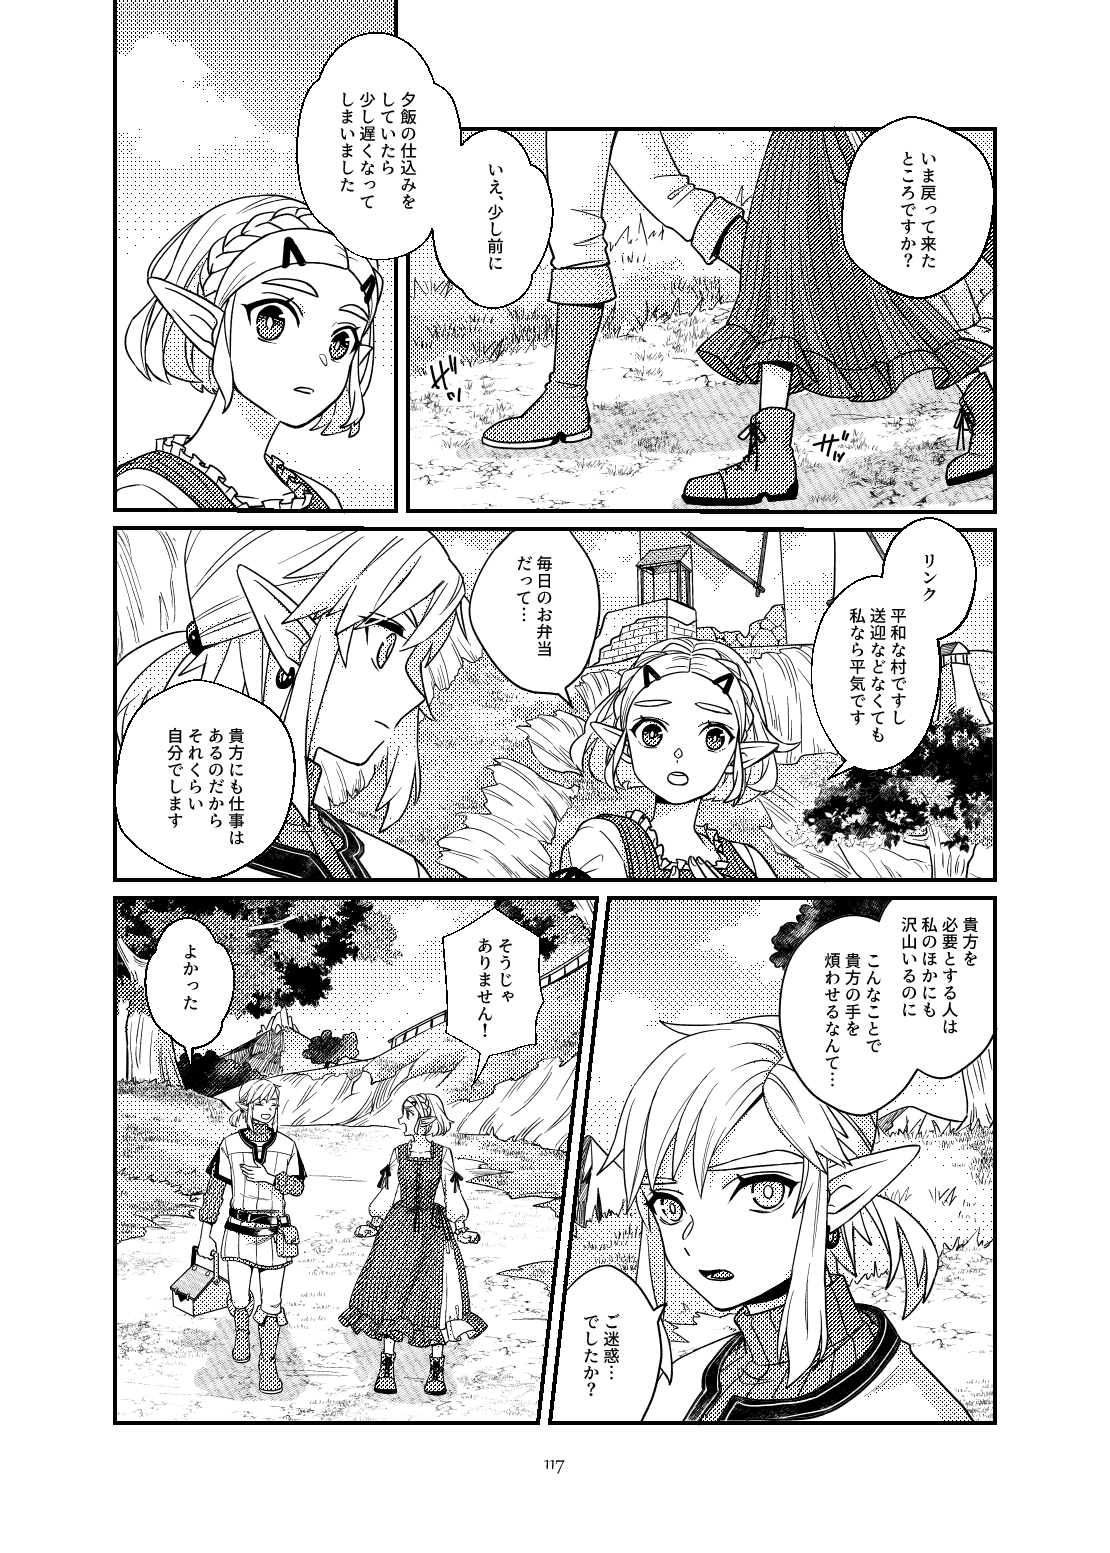 いま戻って来た
ところですか？
いえ、少し前に
夕飯の仕込みを
していたら
少し遅くなって
しまいました
ザッ
ザッ
リンク
平和な村ですし
送迎などなくても
私なら平気です
毎日のお弁当
だって…
貴方にも仕事は
あるのだから
それくらい
自分でします
貴方を
必要とする人は
私のほかにも
沢山いるのに
こんなことで
貴方の手を
煩わせるなんて…
ご迷惑…
でしたか？
そうじゃ
ありません！
よかった
117